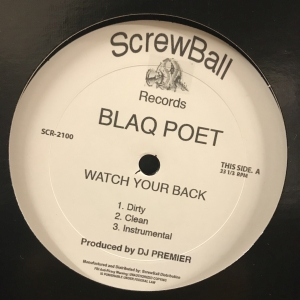 ScrewBall
Records
BLAQ POET
SCR-2100
THIS SIDE. A
33 1/3 RPM
WATCH YOUR BACK
1. Dirty
2. Clean
3. Instrumental
Produced by DJ PREMIER
Manufactured and Distributed by: ScrewBall Distribution